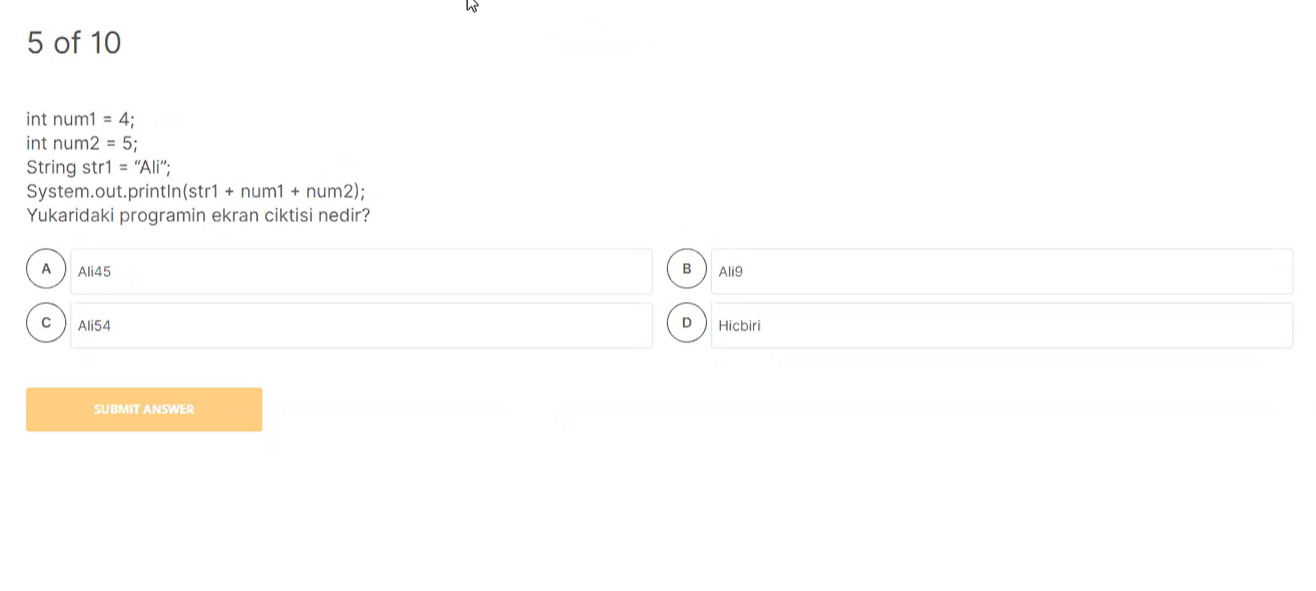 5 of 10
int num1 = 4;
int num2 = 5;
String str1 = “Ali”;
System.out.println(str1 + num1 + num2);
Yukaridaki programin ekran ciktisi nedir?
A Ali45
B Ali9
C Ali54
D Hicbiri
SUBMIT ANSWER